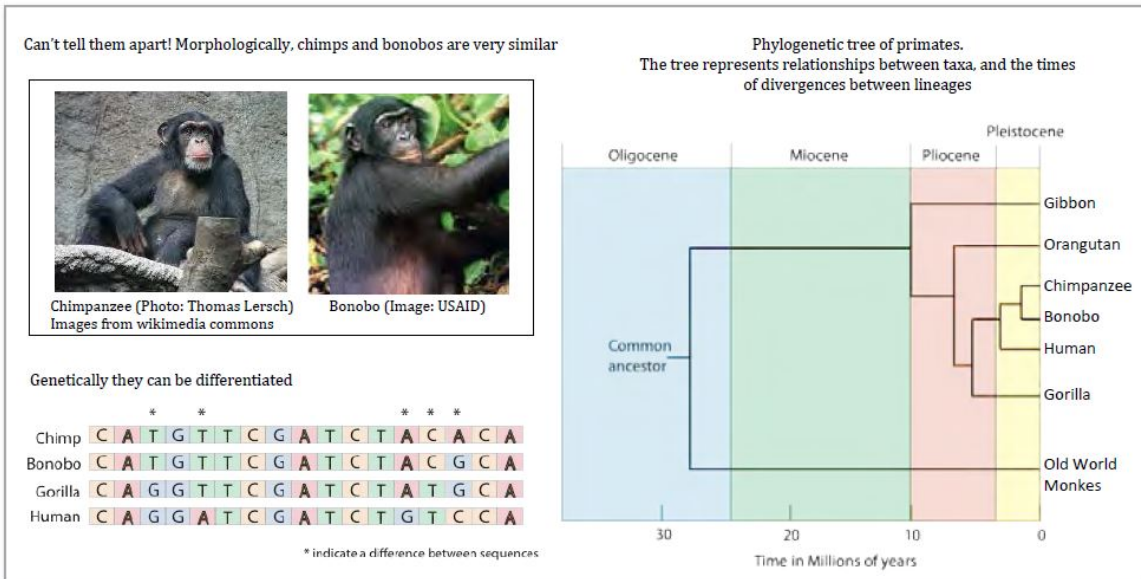 Can't tell them apart! Morphologically, chimps and bonobos are very similar
Chimpanzee (Photo: Thomas Lersch)
Images from wikimedia commons
Bonobo (Image: USAID)
Genetically they can be differentiated
* * * * *
Chimp C A T G T T C G A T C T A C A C A
Bonobo C A T G T T C G A T C T A C G C A
Gorilla C A G G T T C G A T C T A T G C A
Human C A G G A T C G A T C T G T C C A
* indicate a difference between sequences
Phylogenetic tree of primates.
The tree represents relationships between taxa, and the times
of divergences between lineages
Pleistocene
Oligocene Miocene Pliocene
Gibbon
Orangutan
Chimpanzee
Bonobo
Human
Gorilla
Old World
Monkes
Common
ancestor
30 20 10 0
Time in Millions of years